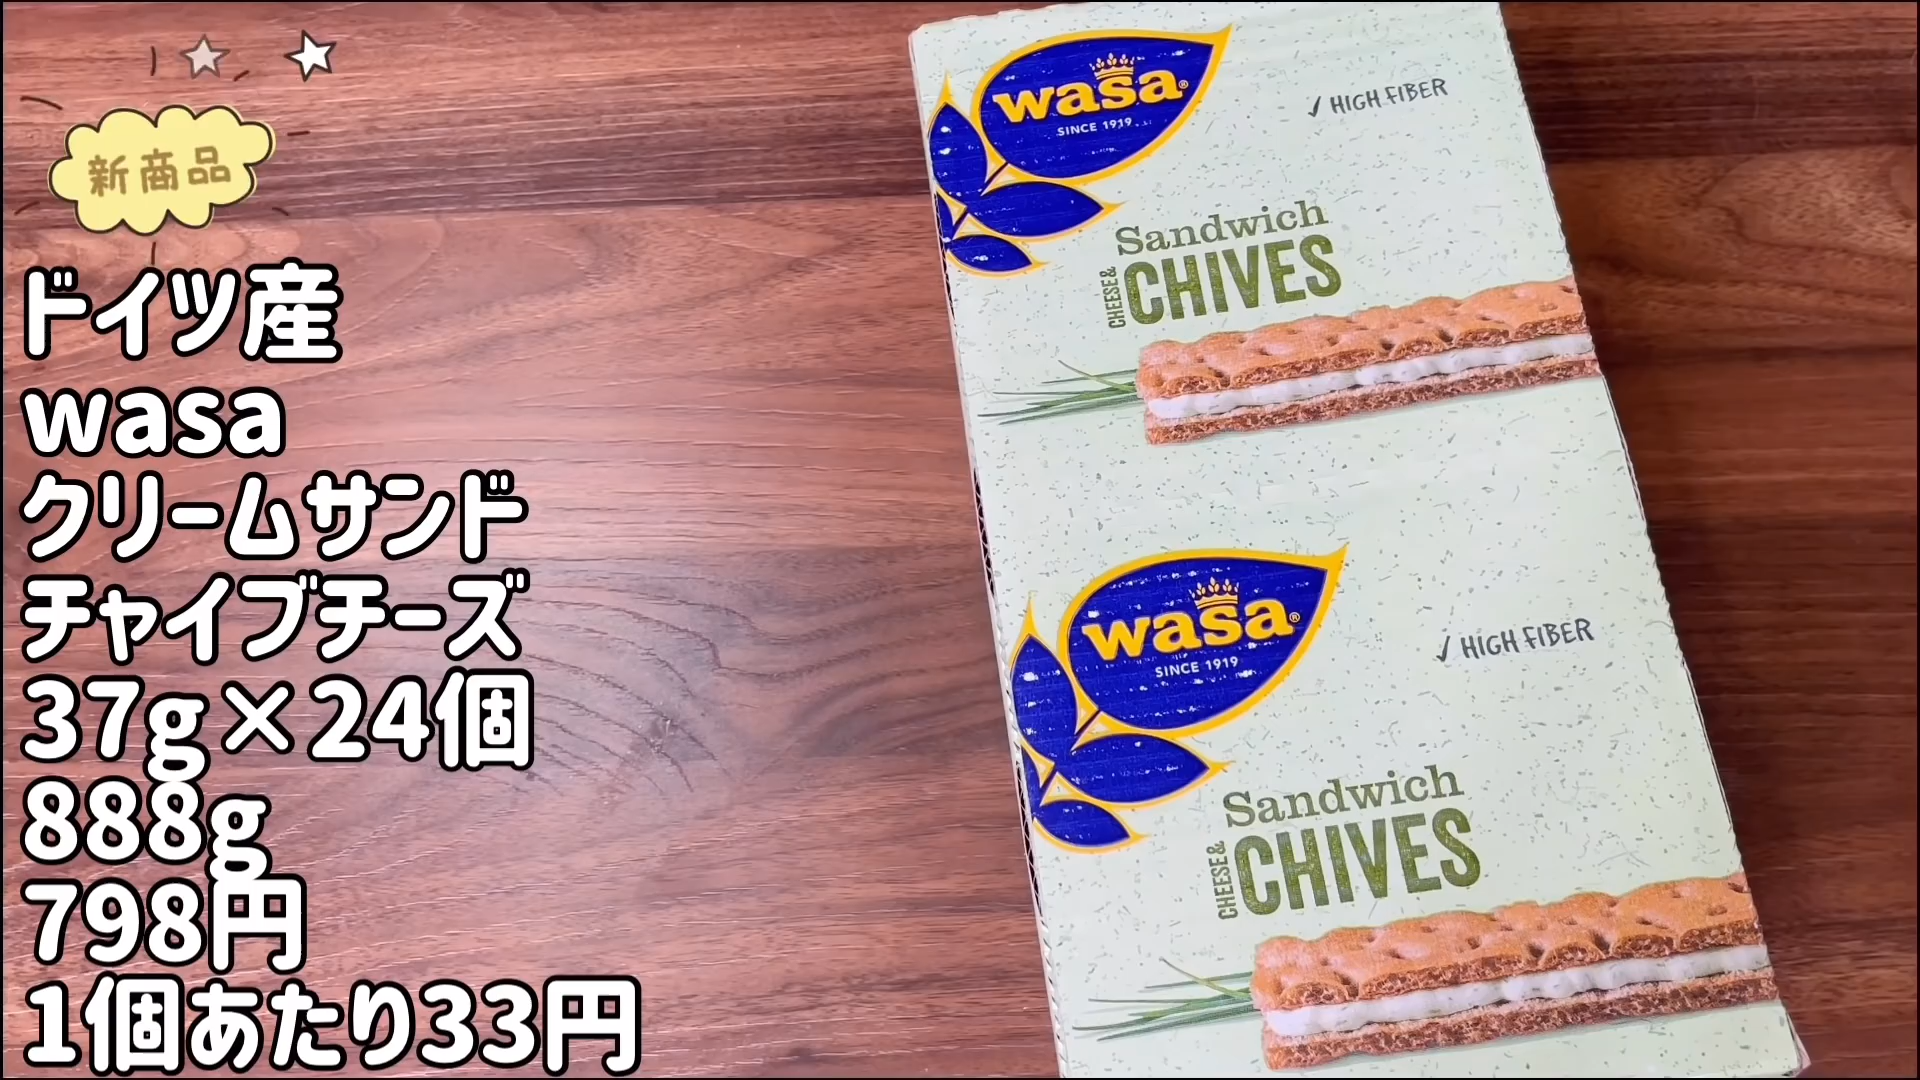 新商品
ドイツ産
wasa
クリームサンド
チャイブチーズ
37g×24個
888g
798円
1個あたり33円
wasa®
SINCE 1919
✓ HIGH FIBER
Sandwich
CHEESE &
CHIVES
wasa®
SINCE 1919
✓ HIGH FIBER
Sandwich
CHEESE &
CHIVES